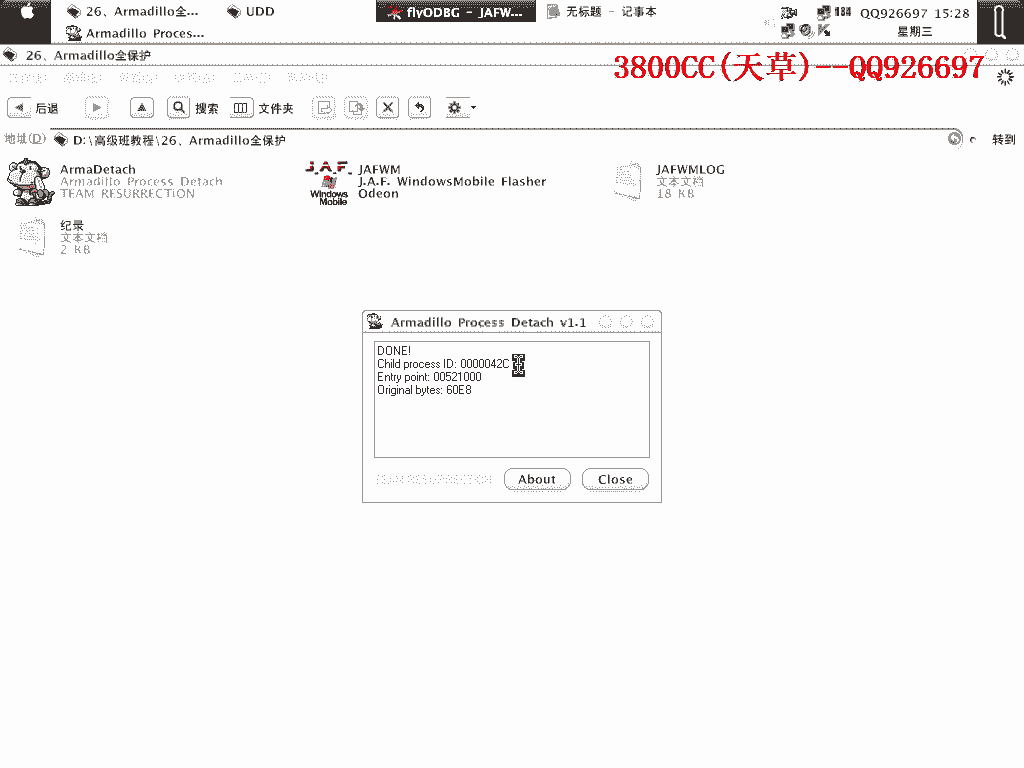 26、Armadillo全...
UDD
flyODBG - JAFW...
无标题 - 记事本
184
QQ926697 15:28
Armadillo Proces...
星期三
26、Armadillo全保护
3800CC(天草)--QQ926697
后退
搜索
文件夹
地址(D)
D:\高级班教程\26、Armadillo全保护
转到
ArmaDetach
Armadillo Process Detach
TEAM RESURRECTiON
J.A.F.
Windows
Mobile
JAFWM
J.A.F. WindowsMobile Flasher
Odeon
JAFWMLOG
文本文档
18 KB
纪录
文本文档
2 KB
Armadillo Process Detach v1.1
DONE!
Child process ID: 0000042C
Entry point: 00521000
Original bytes: 60E8
About
Close